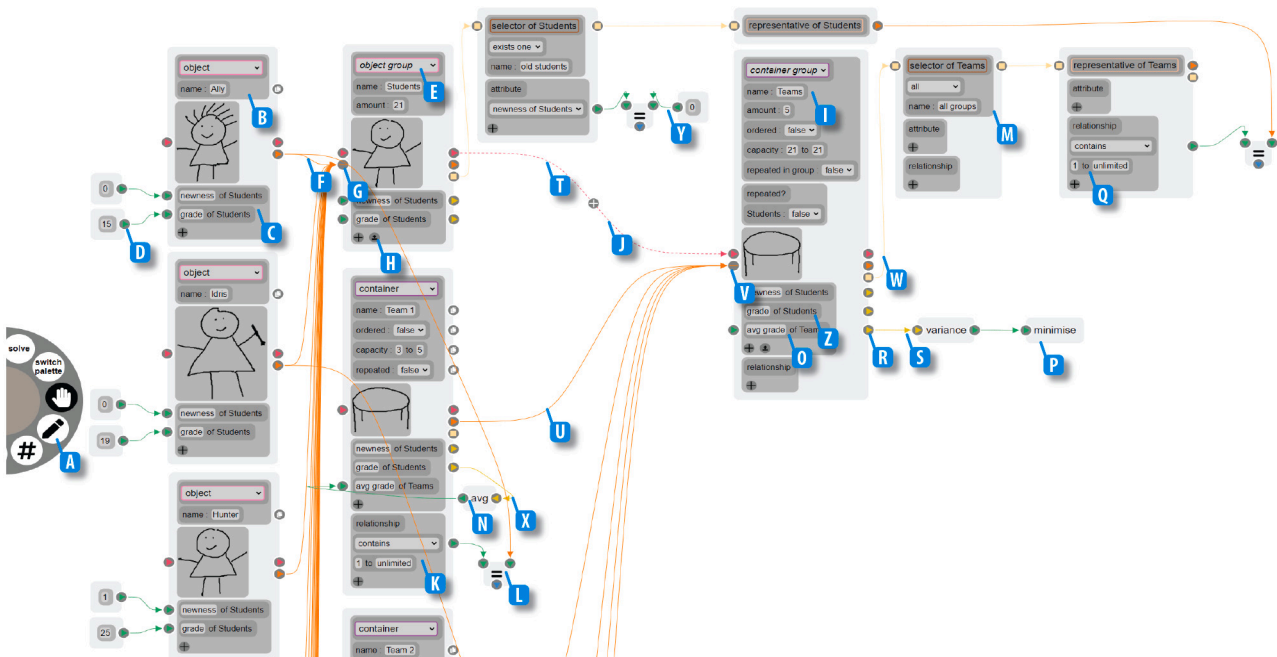 solve
switch
palette
#
A
object
name : Ally
B
newness of Students
grade of Students
C
0
15
D
object
name : Idris
newness of Students
grade of Students
0
19
object
name : Hunter
newness of Students
grade of Students
1
25
object group
E
name : Students
amount : 21
F
G
newness of Students
grade of Students
H
container
name : Team 1
ordered : false
capacity : 3 to 5
repeated : false
newness of Students
grade of Students
avg grade of Teams
relationship
contains
1 to unlimited
K
avg
N
X
=
L
container
name : Team 2
selector of Students
exists one
name : old students
attribute
newness of Students
=
Y
0
T
J
U
representative of Students
container group
name : Teams
I
amount : 5
ordered : false
capacity : 21 to 21
repeated in group false
repeated?
Students : false
V
newness of Students
grade of Students
Z
avg grade of Teams
O
relationship
W
R
S
variance
minimise
P
selector of Teams
all
name : all groups
M
attribute
relationship
representative of Teams
attribute
relationship
contains
1 to unlimited
Q
=